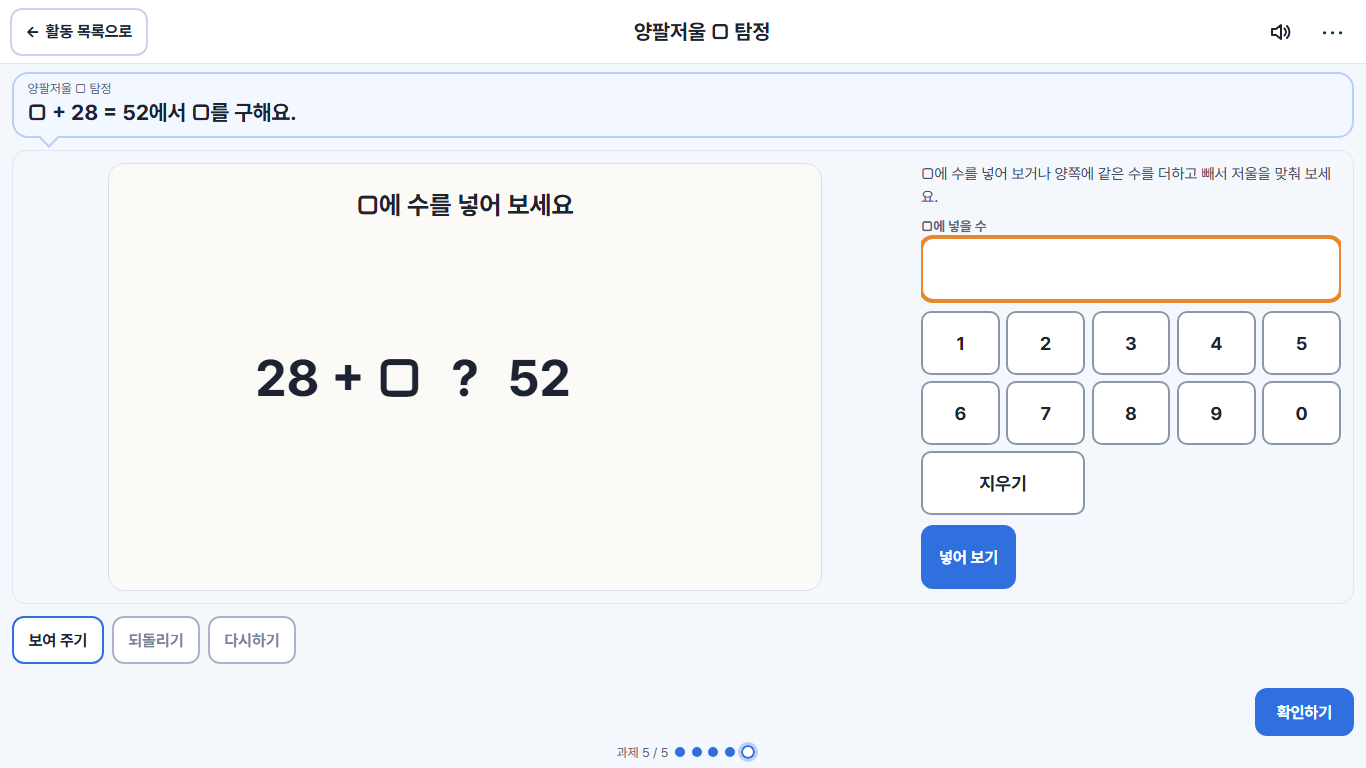 ← 활동 목록으로
양팔저울 □ 탐정
양팔저울 □ 탐정
□ + 28 = 52에서 □를 구해요.
□에 수를 넣어 보세요
28 + □ ? 52
□에 수를 넣어 보거나 양쪽에 같은 수를 더하고 빼서 저울을 맞춰 보세
요.
□에 넣을 수
1 2 3 4 5
6 7 8 9 0
지우기
넣어 보기
보여 주기 되돌리기 다시하기
확인하기
과제 5 / 5